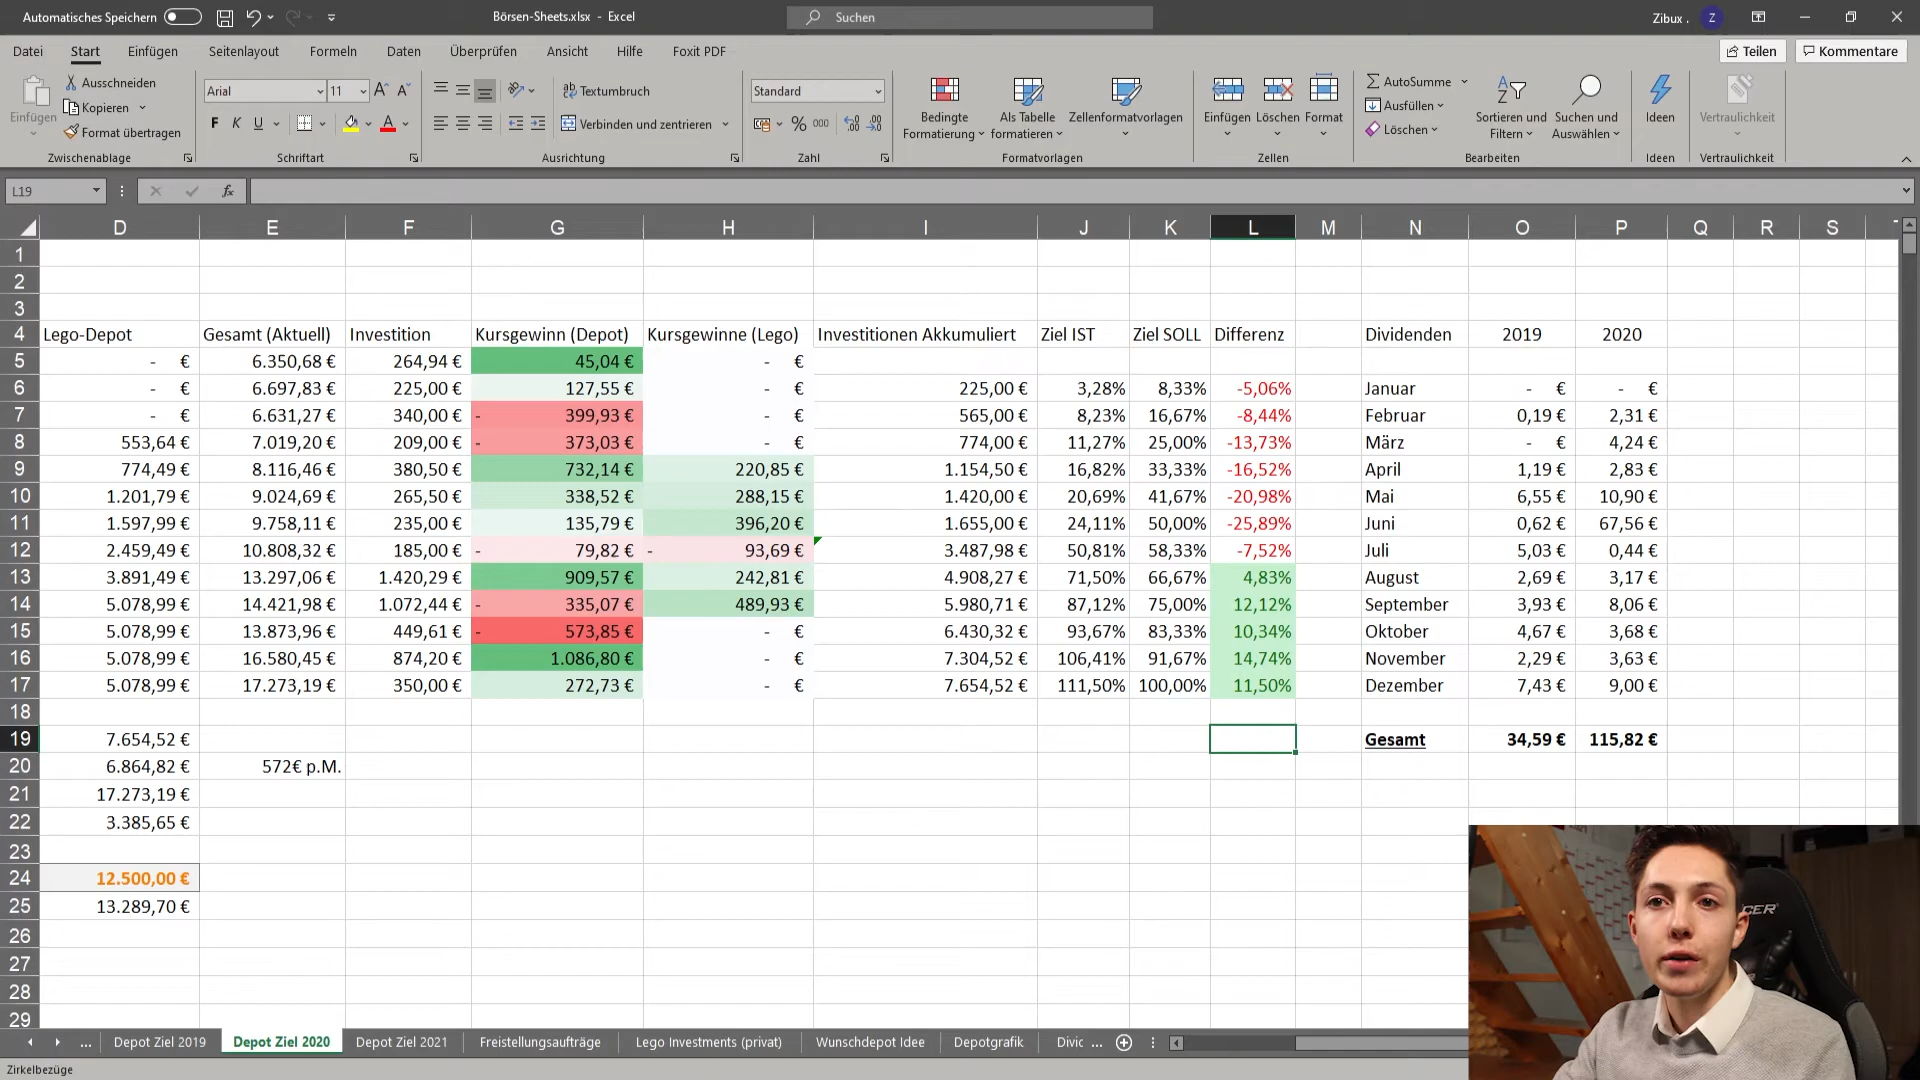 Automatisches Speichern
Börsen-Sheets.xlsx - Excel
Suchen
Zibux . Z
Datei Start Einfügen Seitenlayout Formeln Daten Überprüfen Ansicht Hilfe Foxit PDF Teilen Kommentare
Einfügen
Ausschneiden
Kopieren
Format übertragen
Zwischenablage
Arial 11
F K U
Schriftart
Textumbruch
Verbinden und zentrieren
Ausrichtung
Standard
% 000
Zahl
Bedingte Formatierung
Als Tabelle formatieren
Zellenformatvorlagen
Formatvorlagen
Einfügen Löschen Format
Zellen
AutoSumme
Ausfüllen
Löschen
Sortieren und Filtern
Suchen und Auswählen
Bearbeiten
Ideen
Ideen
Vertraulichkeit
Vertraulichkeit
L19 fx
D E F G H I J K L M N O P Q R S
1
2
3
4 Lego-Depot Gesamt (Aktuell) Investition Kursgewinn (Depot) Kursgewinne (Lego) Investitionen Akkumuliert Ziel IST Ziel SOLL Differenz Dividenden 2019 2020
5 - € 6.350,68 € 264,94 € 45,04 € - €
6 - € 6.697,83 € 225,00 € 127,55 € - € 225,00 € 3,28% 8,33% -5,06% Januar - € - €
7 - € 6.631,27 € 340,00 € - 399,93 € - € 565,00 € 8,23% 16,67% -8,44% Februar 0,19 € 2,31 €
8 553,64 € 7.019,20 € 209,00 € - 373,03 € - € 774,00 € 11,27% 25,00% -13,73% März - € 4,24 €
9 774,49 € 8.116,46 € 380,50 € 732,14 € 220,85 € 1.154,50 € 16,82% 33,33% -16,52% April 1,19 € 2,83 €
10 1.201,79 € 9.024,69 € 265,50 € 338,52 € 288,15 € 1.420,00 € 20,69% 41,67% -20,98% Mai 6,55 € 10,90 €
11 1.597,99 € 9.758,11 € 235,00 € 135,79 € 396,20 € 1.655,00 € 24,11% 50,00% -25,89% Juni 0,62 € 67,56 €
12 2.459,49 € 10.808,32 € 185,00 € - 79,82 € - 93,69 € 3.487,98 € 50,81% 58,33% -7,52% Juli 5,03 € 0,44 €
13 3.891,49 € 13.297,06 € 1.420,29 € 909,57 € 242,81 € 4.908,27 € 71,50% 66,67% 4,83% August 2,69 € 3,17 €
14 5.078,99 € 14.421,98 € 1.072,44 € - 335,07 € 489,93 € 5.980,71 € 87,12% 75,00% 12,12% September 3,93 € 8,06 €
15 5.078,99 € 13.873,96 € 449,61 € - 573,85 € - € 6.430,32 € 93,67% 83,33% 10,34% Oktober 4,67 € 3,68 €
16 5.078,99 € 16.580,45 € 874,20 € 1.086,80 € - € 7.304,52 € 106,41% 91,67% 14,74% November 2,29 € 3,63 €
17 5.078,99 € 17.273,19 € 350,00 € 272,73 € - € 7.654,52 € 111,50% 100,00% 11,50% Dezember 7,43 € 9,00 €
18
19 7.654,52 € Gesamt 34,59 € 115,82 €
20 6.864,82 € 572€ p.M.
21 17.273,19 €
22 3.385,65 €
23
24 12.500,00 €
25 13.289,70 €
26
27
28
29
... Depot Ziel 2019 Depot Ziel 2020 Depot Ziel 2021 Freistellungsaufträge Lego Investments (privat) Wunschdepot Idee Depotgrafik Divic ...
Zirkelbezüge